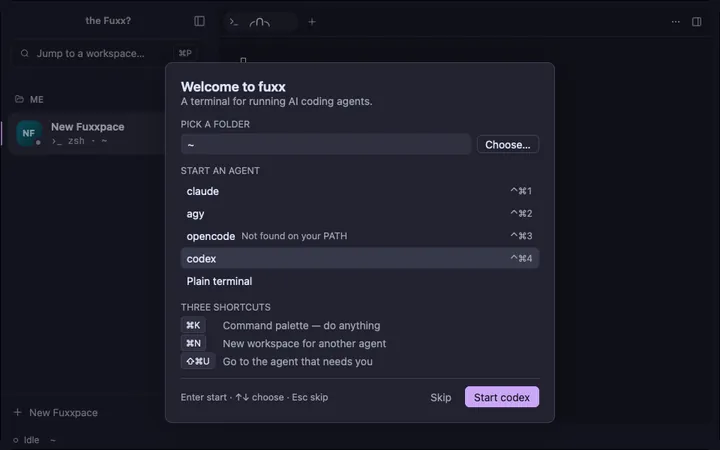 the Fuxx?
Jump to a workspace... ⌘P
ME
NF New Fuxxpace
›_ zsh - ~
+ New Fuxxpace
Idle ~
Welcome to fuxx
A terminal for running AI coding agents.
PICK A FOLDER
~ Choose...
START AN AGENT
claude ^⌘1
agy ^⌘2
opencode Not found on your PATH ^⌘3
codex ^⌘4
Plain terminal
THREE SHORTCUTS
⌘K Command palette — do anything
⌘N New workspace for another agent
⇧⌘U Go to the agent that needs you
Enter start · ↑↓ choose · Esc skip Skip Start codex